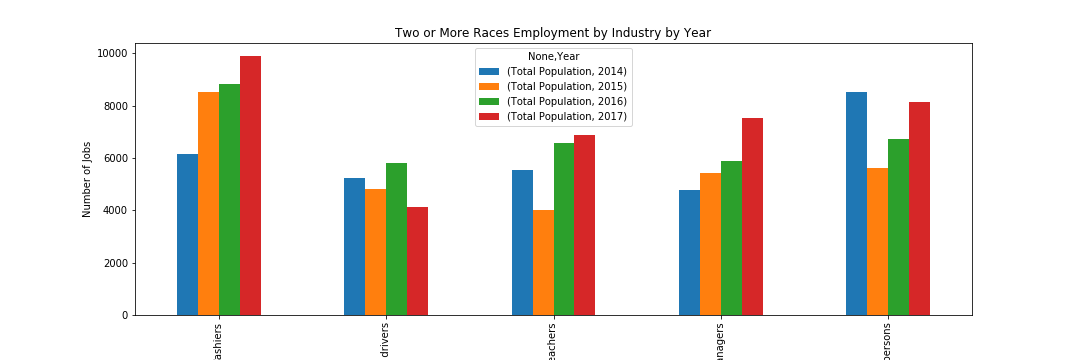 Two or More Races Employment by Industry by Year
None,Year
(Total Population, 2014)
(Total Population, 2015)
(Total Population, 2016)
(Total Population, 2017)
Number of Jobs
10000
8000
6000
4000
2000
0
ashiers
drivers
eachers
anagers
persons